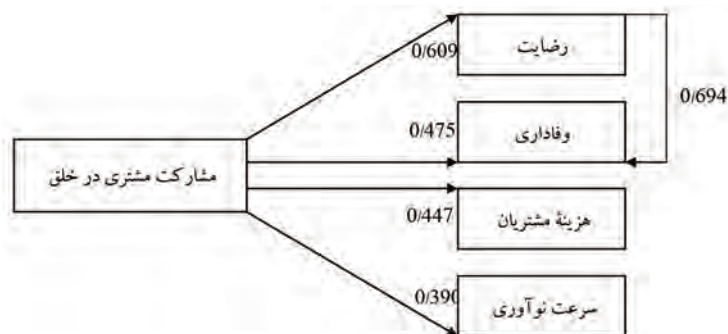 رضایت
0/609
0/694
وفاداری
0/475
مشارکت مشتری در خلق
هزینهٔ مشتریان
0/447
سرعت نوآوری
0/390